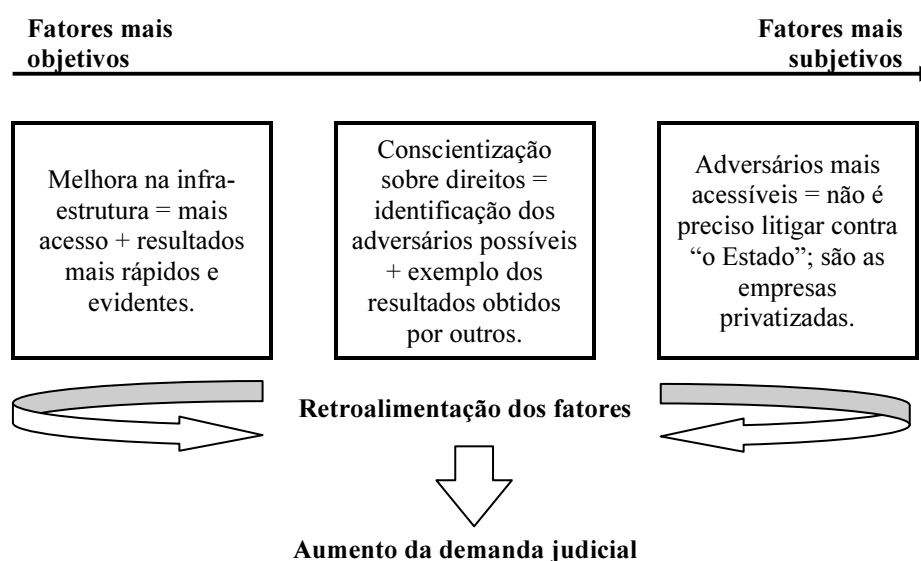 Fatores mais
objetivos
Fatores mais
subjetivos
Melhora na infra-
estrutura = mais
acesso + resultados
mais rápidos e
evidentes.
Conscientização
sobre direitos =
identificação dos
adversários possíveis
+ exemplo dos
resultados obtidos
por outros.
Adversários mais
acessíveis = não é
preciso litigar contra
“o Estado”; são as
empresas
privatizadas.
Retroalimentação dos fatores
Aumento da demanda judicial